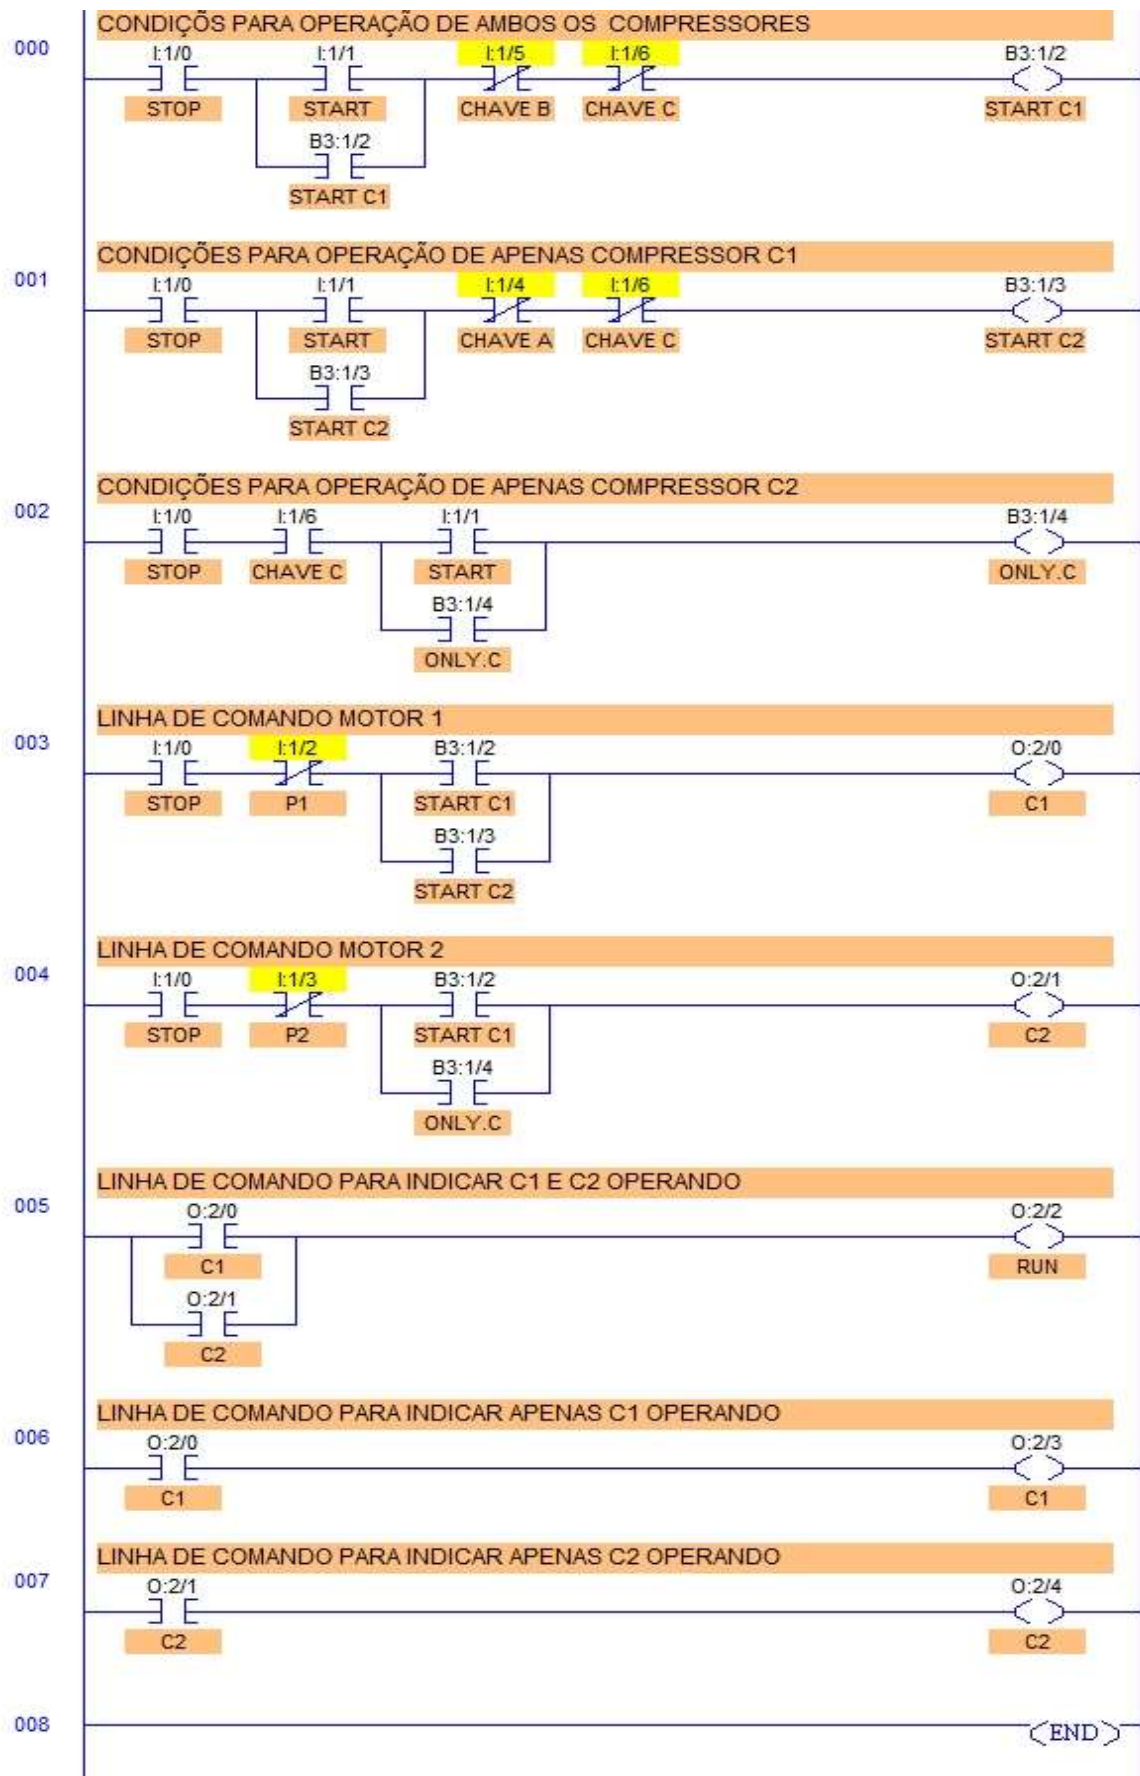 CONDIÇÕS PARA OPERAÇÃO DE AMBOS OS COMPRESSORES
000
I:1/0 I:1/1 I:1/5 I:1/6 B3:1/2
STOP START CHAVE B CHAVE C START C1
B3:1/2
START C1
CONDIÇÕES PARA OPERAÇÃO DE APENAS COMPRESSOR C1
001
I:1/0 I:1/1 I:1/4 I:1/6 B3:1/3
STOP START CHAVE A CHAVE C START C2
B3:1/3
START C2
CONDIÇÕES PARA OPERAÇÃO DE APENAS COMPRESSOR C2
002
I:1/0 I:1/6 I:1/1 B3:1/4
STOP CHAVE C START ONLY.C
B3:1/4
ONLY.C
LINHA DE COMANDO MOTOR 1
003
I:1/0 I:1/2 B3:1/2 O:2/0
STOP P1 START C1 C1
B3:1/3
START C2
LINHA DE COMANDO MOTOR 2
004
I:1/0 I:1/3 B3:1/2 O:2/1
STOP P2 START C1 C2
B3:1/4
ONLY.C
LINHA DE COMANDO PARA INDICAR C1 E C2 OPERANDO
005
O:2/0 O:2/2
C1 RUN
O:2/1
C2
LINHA DE COMANDO PARA INDICAR APENAS C1 OPERANDO
006
O:2/0 O:2/3
C1 C1
LINHA DE COMANDO PARA INDICAR APENAS C2 OPERANDO
007
O:2/1 O:2/4
C2 C2
008
END